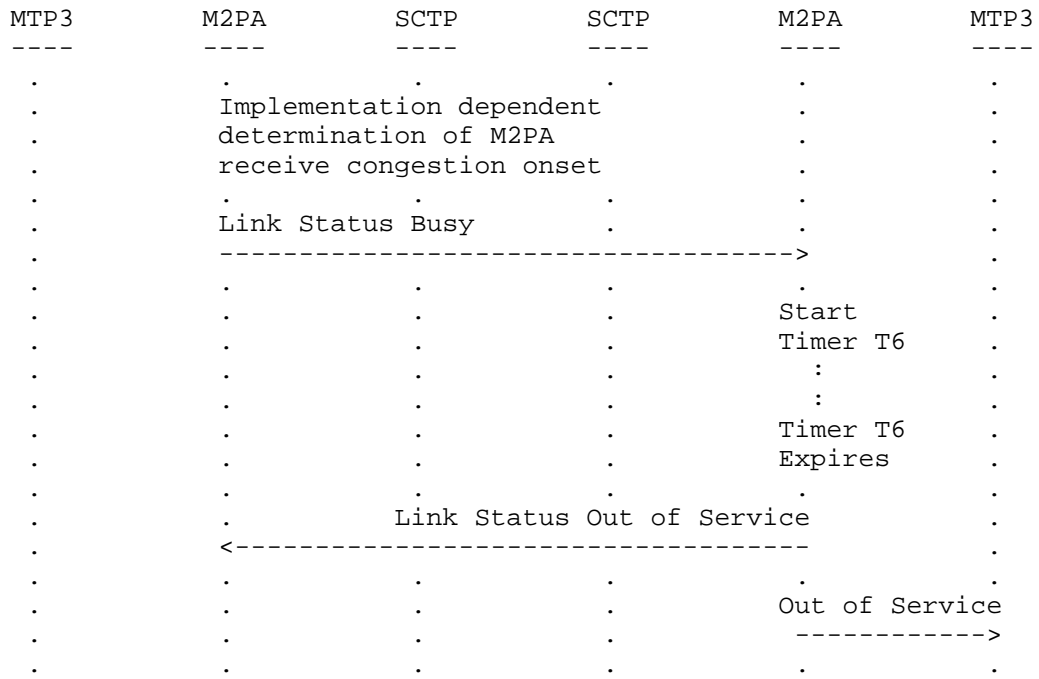 MTP3 M2PA SCTP SCTP M2PA MTP3
---- ---- ---- ---- ---- ----
. . . . . .
. Implementation dependent . .
. determination of M2PA . .
. receive congestion onset . .
. . . . . .
. Link Status Busy . . .
. ------------------------------------> .
. . . . . .
. . . . Start .
. . . . Timer T6 .
. . . . : .
. . . . : .
. . . . Timer T6 .
. . . . Expires .
. . . . . .
. . Link Status Out of Service .
. <------------------------------------ .
. . . . . .
. . . . Out of Service
. . . . ------------>
. . . . . .